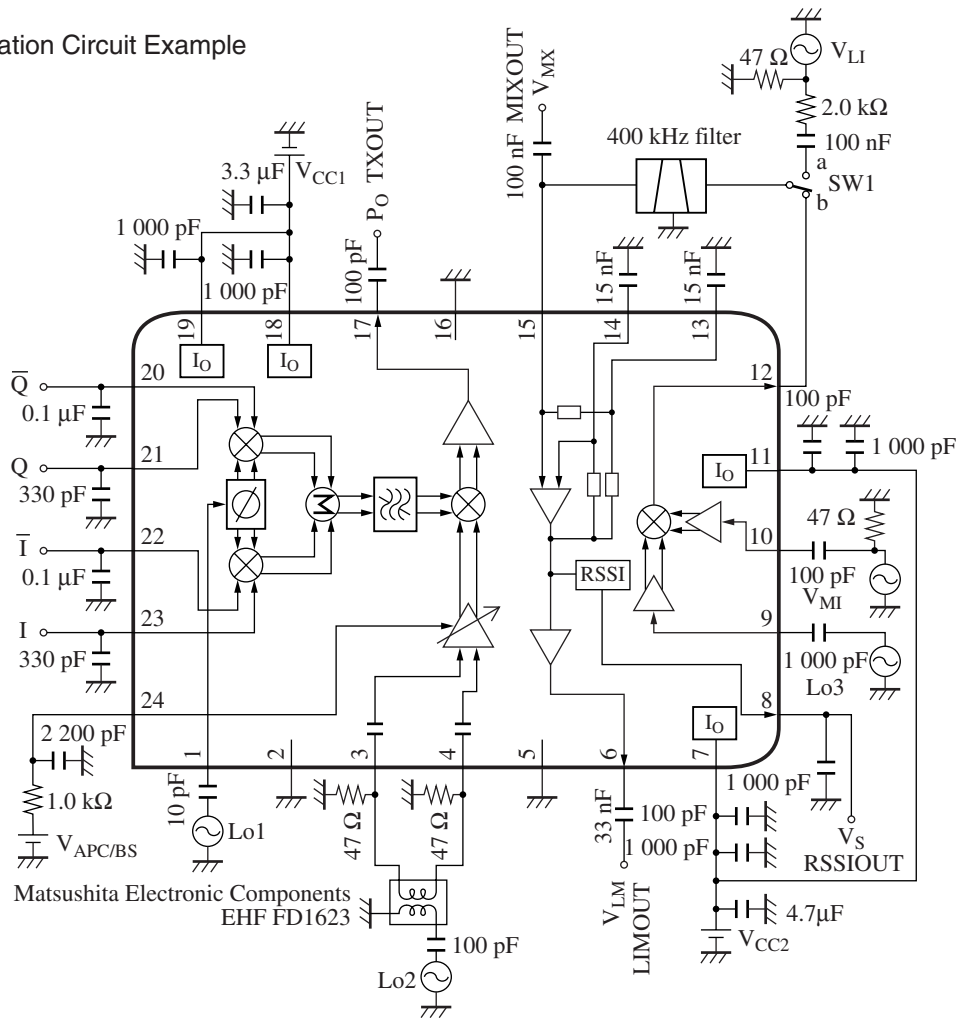 ation Circuit Example
47 Ω
V_LI
2.0 kΩ
100 nF
a
SW1
b
400 kHz filter
100 nF
MIXOUT
V_MX
V_CC1
3.3 μF
1 000 pF
1 000 pF
100 pF
P_O TXOUT
15 nF
15 nF
19
18
17
16
15
14
13
I_O
I_O
Q̅
0.1 μF
20
Q
330 pF
21
I̅
0.1 μF
22
I
330 pF
23
24
Σ
RSSI
12
100 pF
1 000 pF
I_O
11
47 Ω
10
100 pF
V_MI
9
1 000 pF
Lo3
8
I_O
1 000 pF
V_S
RSSIOUT
2 200 pF
1.0 kΩ
V_APC/BS
1
2
3
4
5
6
7
10 pF
Lo1
47 Ω
47 Ω
Matsushita Electronic Components
EHF FD1623
100 pF
Lo2
33 nF
V_LM
LIMOUT
100 pF
1 000 pF
4.7μF
V_CC2